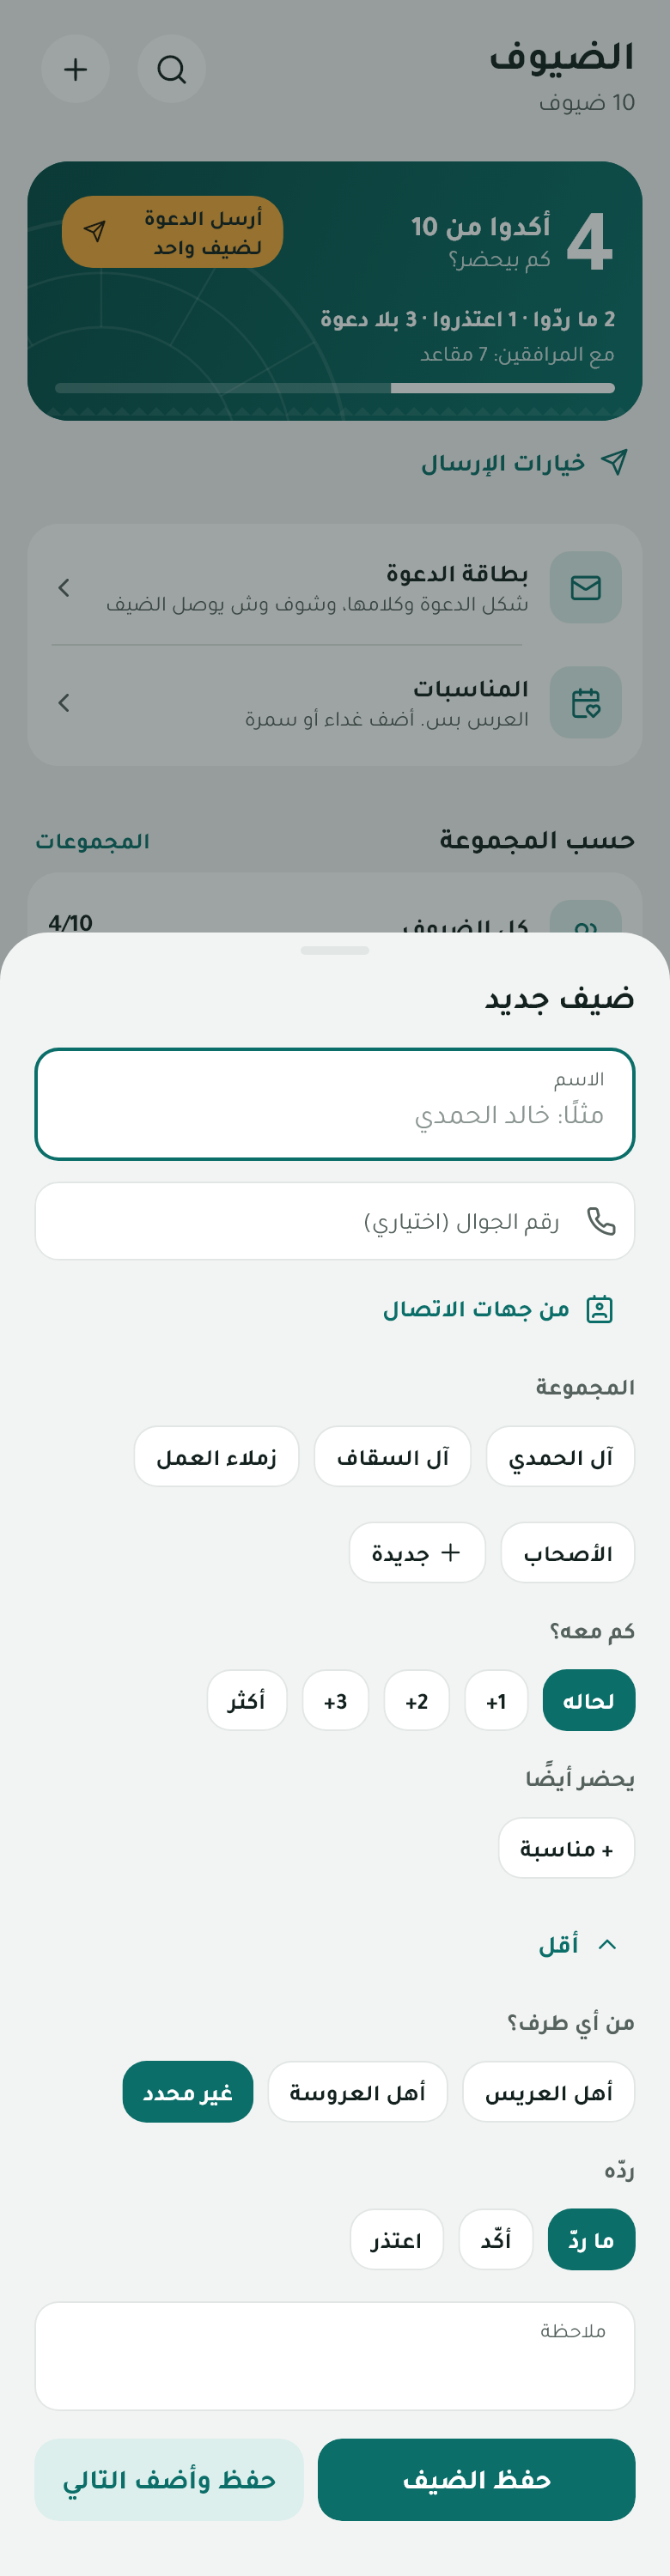 الضيوف
10 ضيوف
4
أكدوا من 10
كم بيحضر؟
أرسل الدعوة
لضيف واحد
2 ما ردّوا · 1 اعتذروا · 3 بلا دعوة
مع المرافقين: 7 مقاعد
خيارات الإرسال
بطاقة الدعوة
شكل الدعوة وكلامها، وشوف وش يوصل الضيف
المناسبات
العرس بس. أضف غداء أو سمرة
حسب المجموعة
المجموعات
كل الضيوف
4/10
ضيف جديد
الاسم
مثلًا: خالد الحمدي
رقم الجوال (اختياري)
من جهات الاتصال
المجموعة
آل الحمدي
آل السقاف
زملاء العمل
الأصحاب
+ جديدة
كم معه؟
لحاله
+1
+2
+3
أكثر
يحضر أيضًا
+ مناسبة
أقل
من أي طرف؟
أهل العريس
أهل العروسة
غير محدد
ردّه
ما ردّ
أكّد
اعتذر
ملاحظة
حفظ الضيف
حفظ وأضف التالي